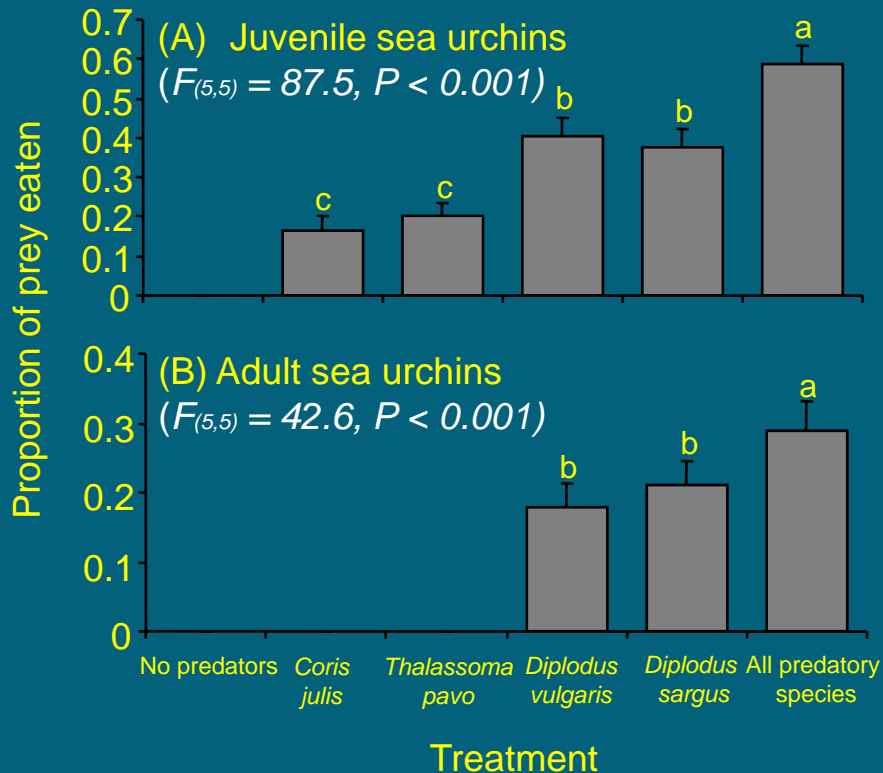 Proportion of prey eaten
(A) Juvenile sea urchins
(F(5,5) = 87.5, P < 0.001)
0.7
0.6
0.5
0.4
0.3
0.2
0.1
0
c
c
b
b
a
(B) Adult sea urchins
(F(5,5) = 42.6, P < 0.001)
0.4
0.3
0.2
0.1
0
b
b
a
No predators
Coris
julis
Thalassoma
pavo
Diplodus
vulgaris
Diplodus
sargus
All predatory
species
Treatment